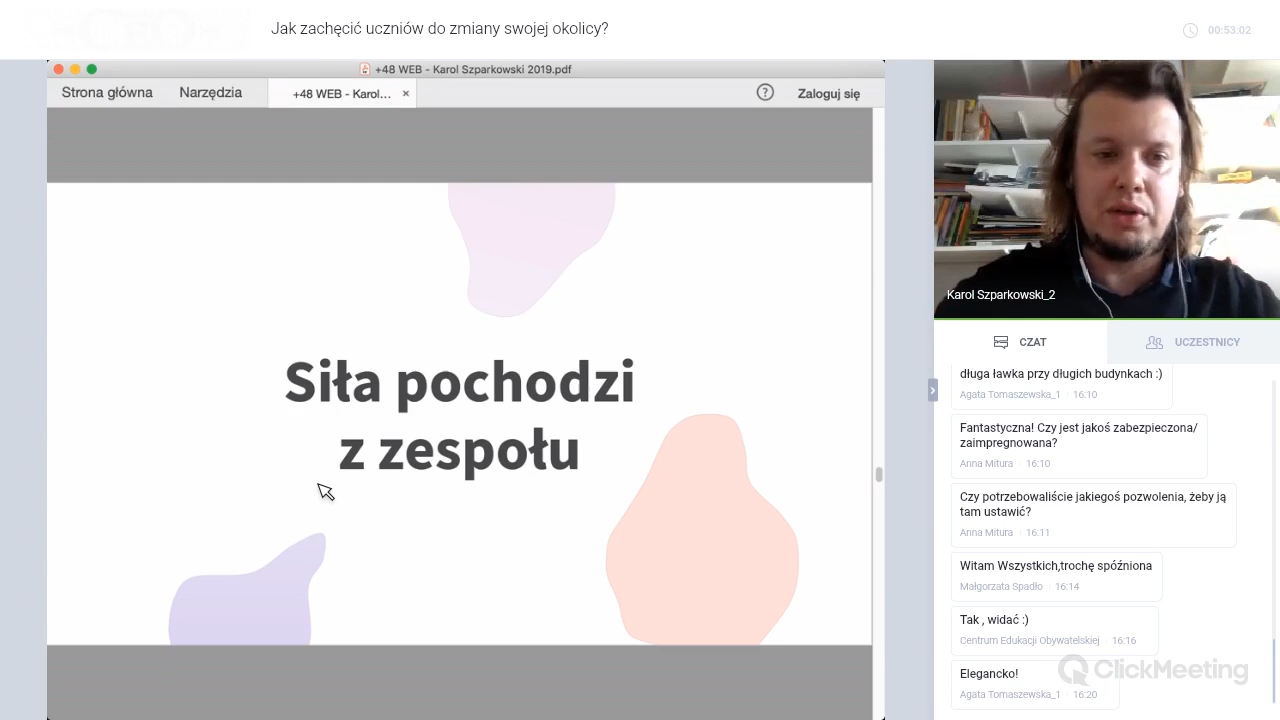 Jak zachęcić uczniów do zmiany swojej okolicy?
00:53:02
+48 WEB - Karol Szparkowski 2019.pdf
Strona główna
Narzędzia
+48 WEB - Karol... ×
?
Zaloguj się
Siła pochodzi
z zespołu
Karol Szparkowski_2
CZAT
UCZESTNICY
długa ławka przy długich budynkach :)
Agata Tomaszewska_1 16:10
Fantastyczna! Czy jest jakoś zabezpieczona/
zaimpregnowana?
Anna Mitura 16:10
Czy potrzebowaliście jakiegoś pozwolenia, żeby ją
tam ustawić?
Anna Mitura 16:11
Witam Wszystkich,trochę spóźniona
Małgorzata Spadło 16:14
Tak , widać :)
Centrum Edukacji Obywatelskiej 16:16
Elegancko!
Agata Tomaszewska_1 16:20
ClickMeeting